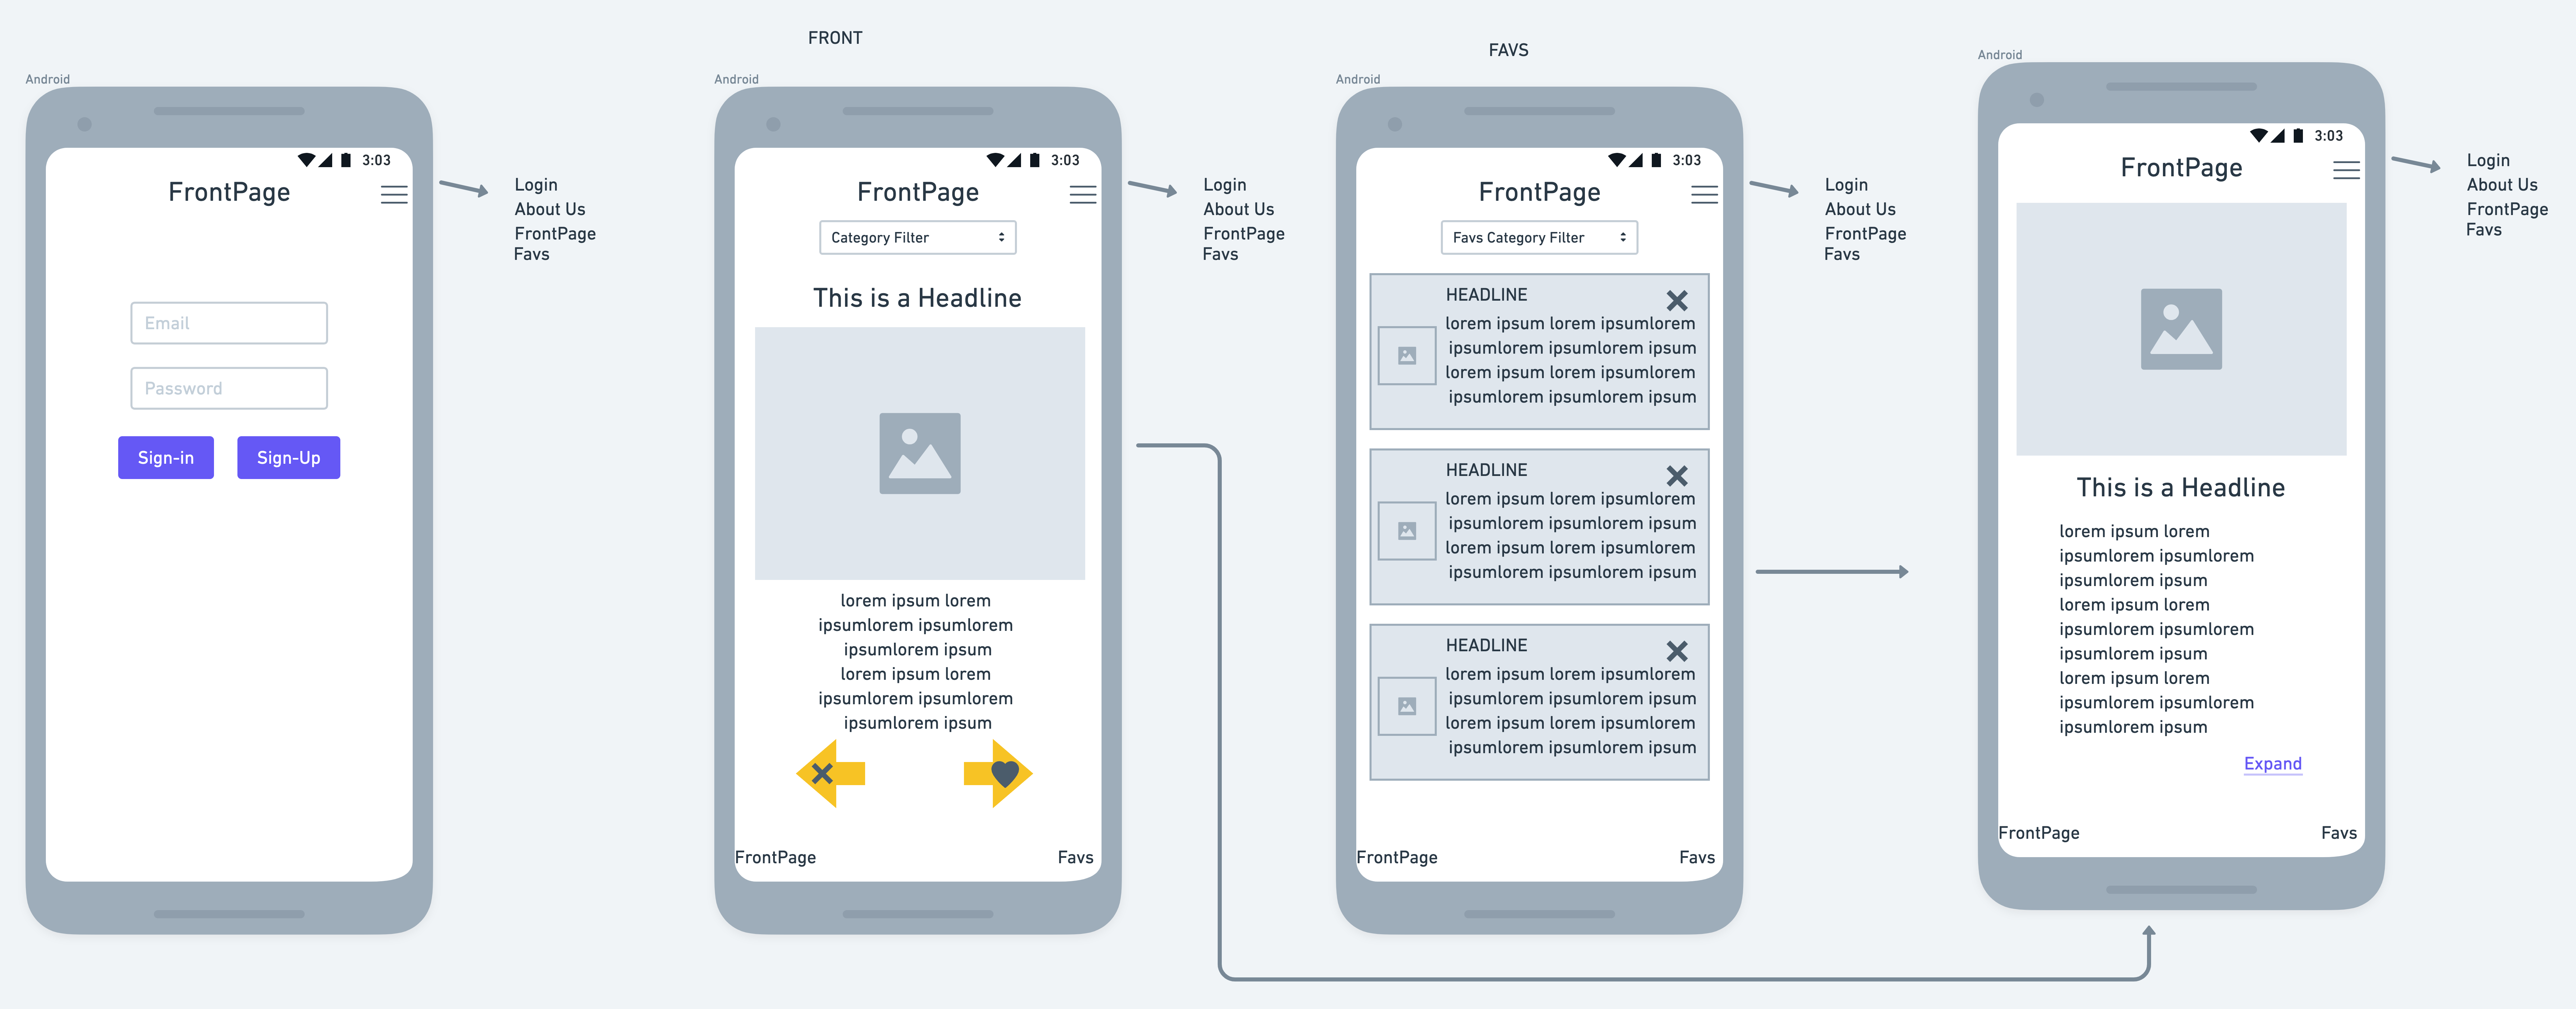 Android
3:03
FrontPage
Email
Password
Sign-in
Sign-Up
Login
About Us
FrontPage
Favs
FRONT
Android
3:03
FrontPage
Category Filter
This is a Headline
lorem ipsum lorem
ipsumlorem ipsumlorem
ipsumlorem ipsum
lorem ipsum lorem
ipsumlorem ipsumlorem
ipsumlorem ipsum
FrontPage
Favs
Login
About Us
FrontPage
Favs
FAVS
Android
3:03
FrontPage
Favs Category Filter
HEADLINE
lorem ipsum lorem ipsumlorem
ipsumlorem ipsumlorem ipsum
lorem ipsum lorem ipsumlorem
ipsumlorem ipsumlorem ipsum
HEADLINE
lorem ipsum lorem ipsumlorem
ipsumlorem ipsumlorem ipsum
lorem ipsum lorem ipsumlorem
ipsumlorem ipsumlorem ipsum
HEADLINE
lorem ipsum lorem ipsumlorem
ipsumlorem ipsumlorem ipsum
lorem ipsum lorem ipsumlorem
ipsumlorem ipsumlorem ipsum
FrontPage
Favs
Login
About Us
FrontPage
Favs
Android
3:03
FrontPage
This is a Headline
lorem ipsum lorem
ipsumlorem ipsumlorem
ipsumlorem ipsum
lorem ipsum lorem
ipsumlorem ipsumlorem
ipsumlorem ipsum
lorem ipsum lorem
ipsumlorem ipsumlorem
ipsumlorem ipsum
Expand
FrontPage
Favs
Login
About Us
FrontPage
Favs